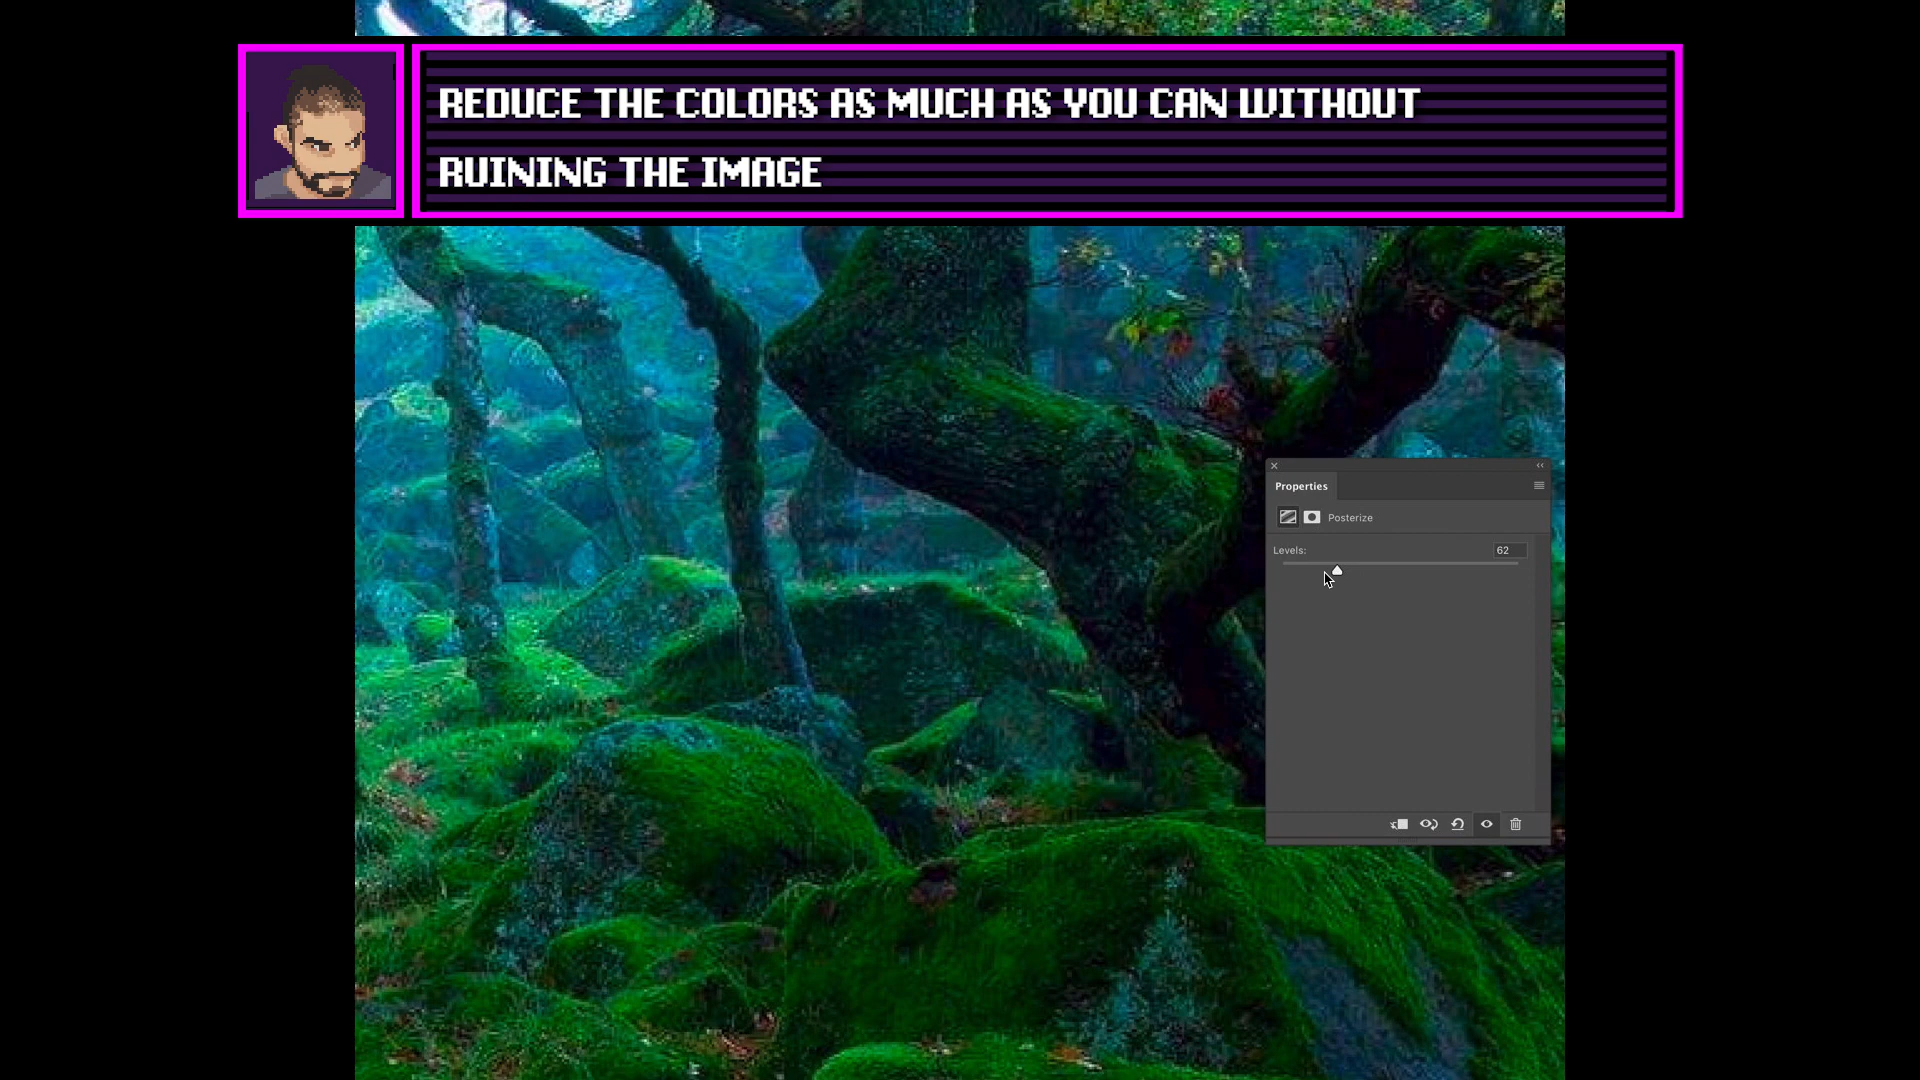 REDUCE THE COLORS AS MUCH AS YOU CAN WITHOUT
RUINING THE IMAGE
Properties
Posterize
Levels: 62